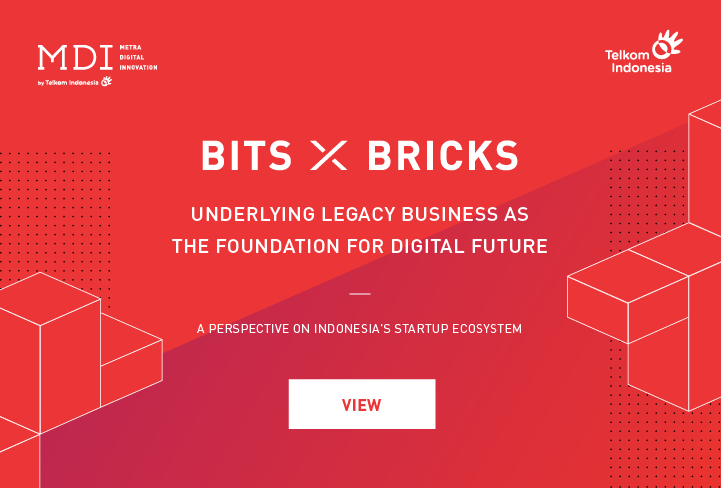 MDI
METRA
DIGITAL
INNOVATION
by Telkom Indonesia
Telkom
Indonesia
BITS X BRICKS
UNDERLYING LEGACY BUSINESS AS
THE FOUNDATION FOR DIGITAL FUTURE
A PERSPECTIVE ON INDONESIA'S STARTUP ECOSYSTEM
VIEW